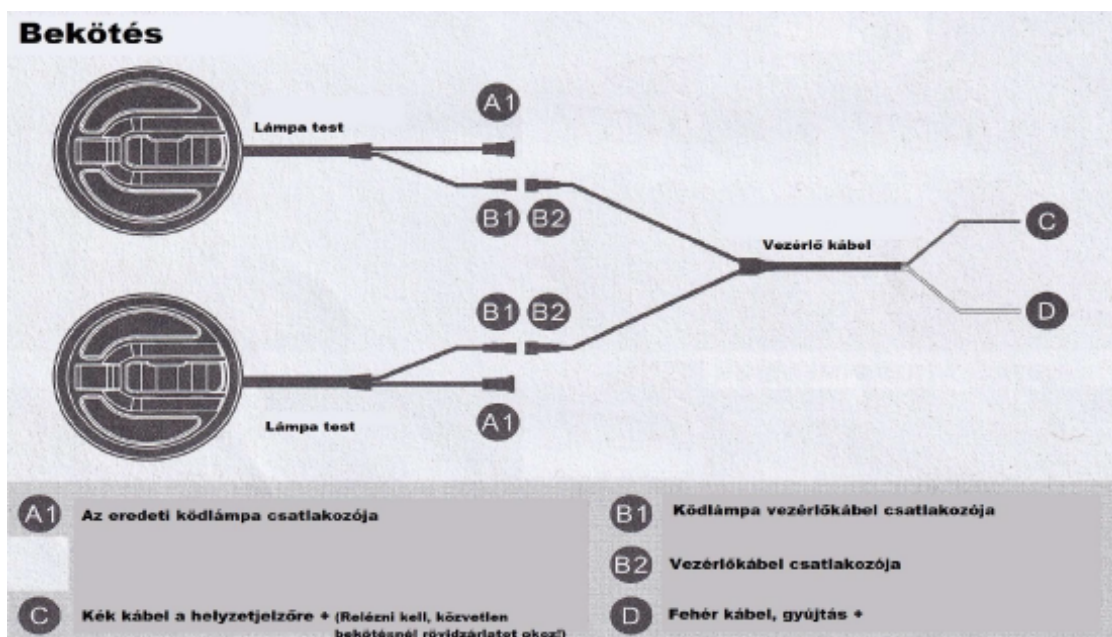 Bekötés
A1
Lámpa test
B1 B2
C
Vezérlő kábel
B1 B2
D
Lámpa test
A1
A1 Az eredeti ködlámpa csatlakozója
B1 Ködlámpa vezérlőkábel csatlakozója
B2 Vezérlőkábel csatlakozója
C Kék kábel a helyzetjelzőre + (Relézni kell, közvetlen
bekötésnél rövidzárlatot okoz!)
D Fehér kábel, gyújtás +